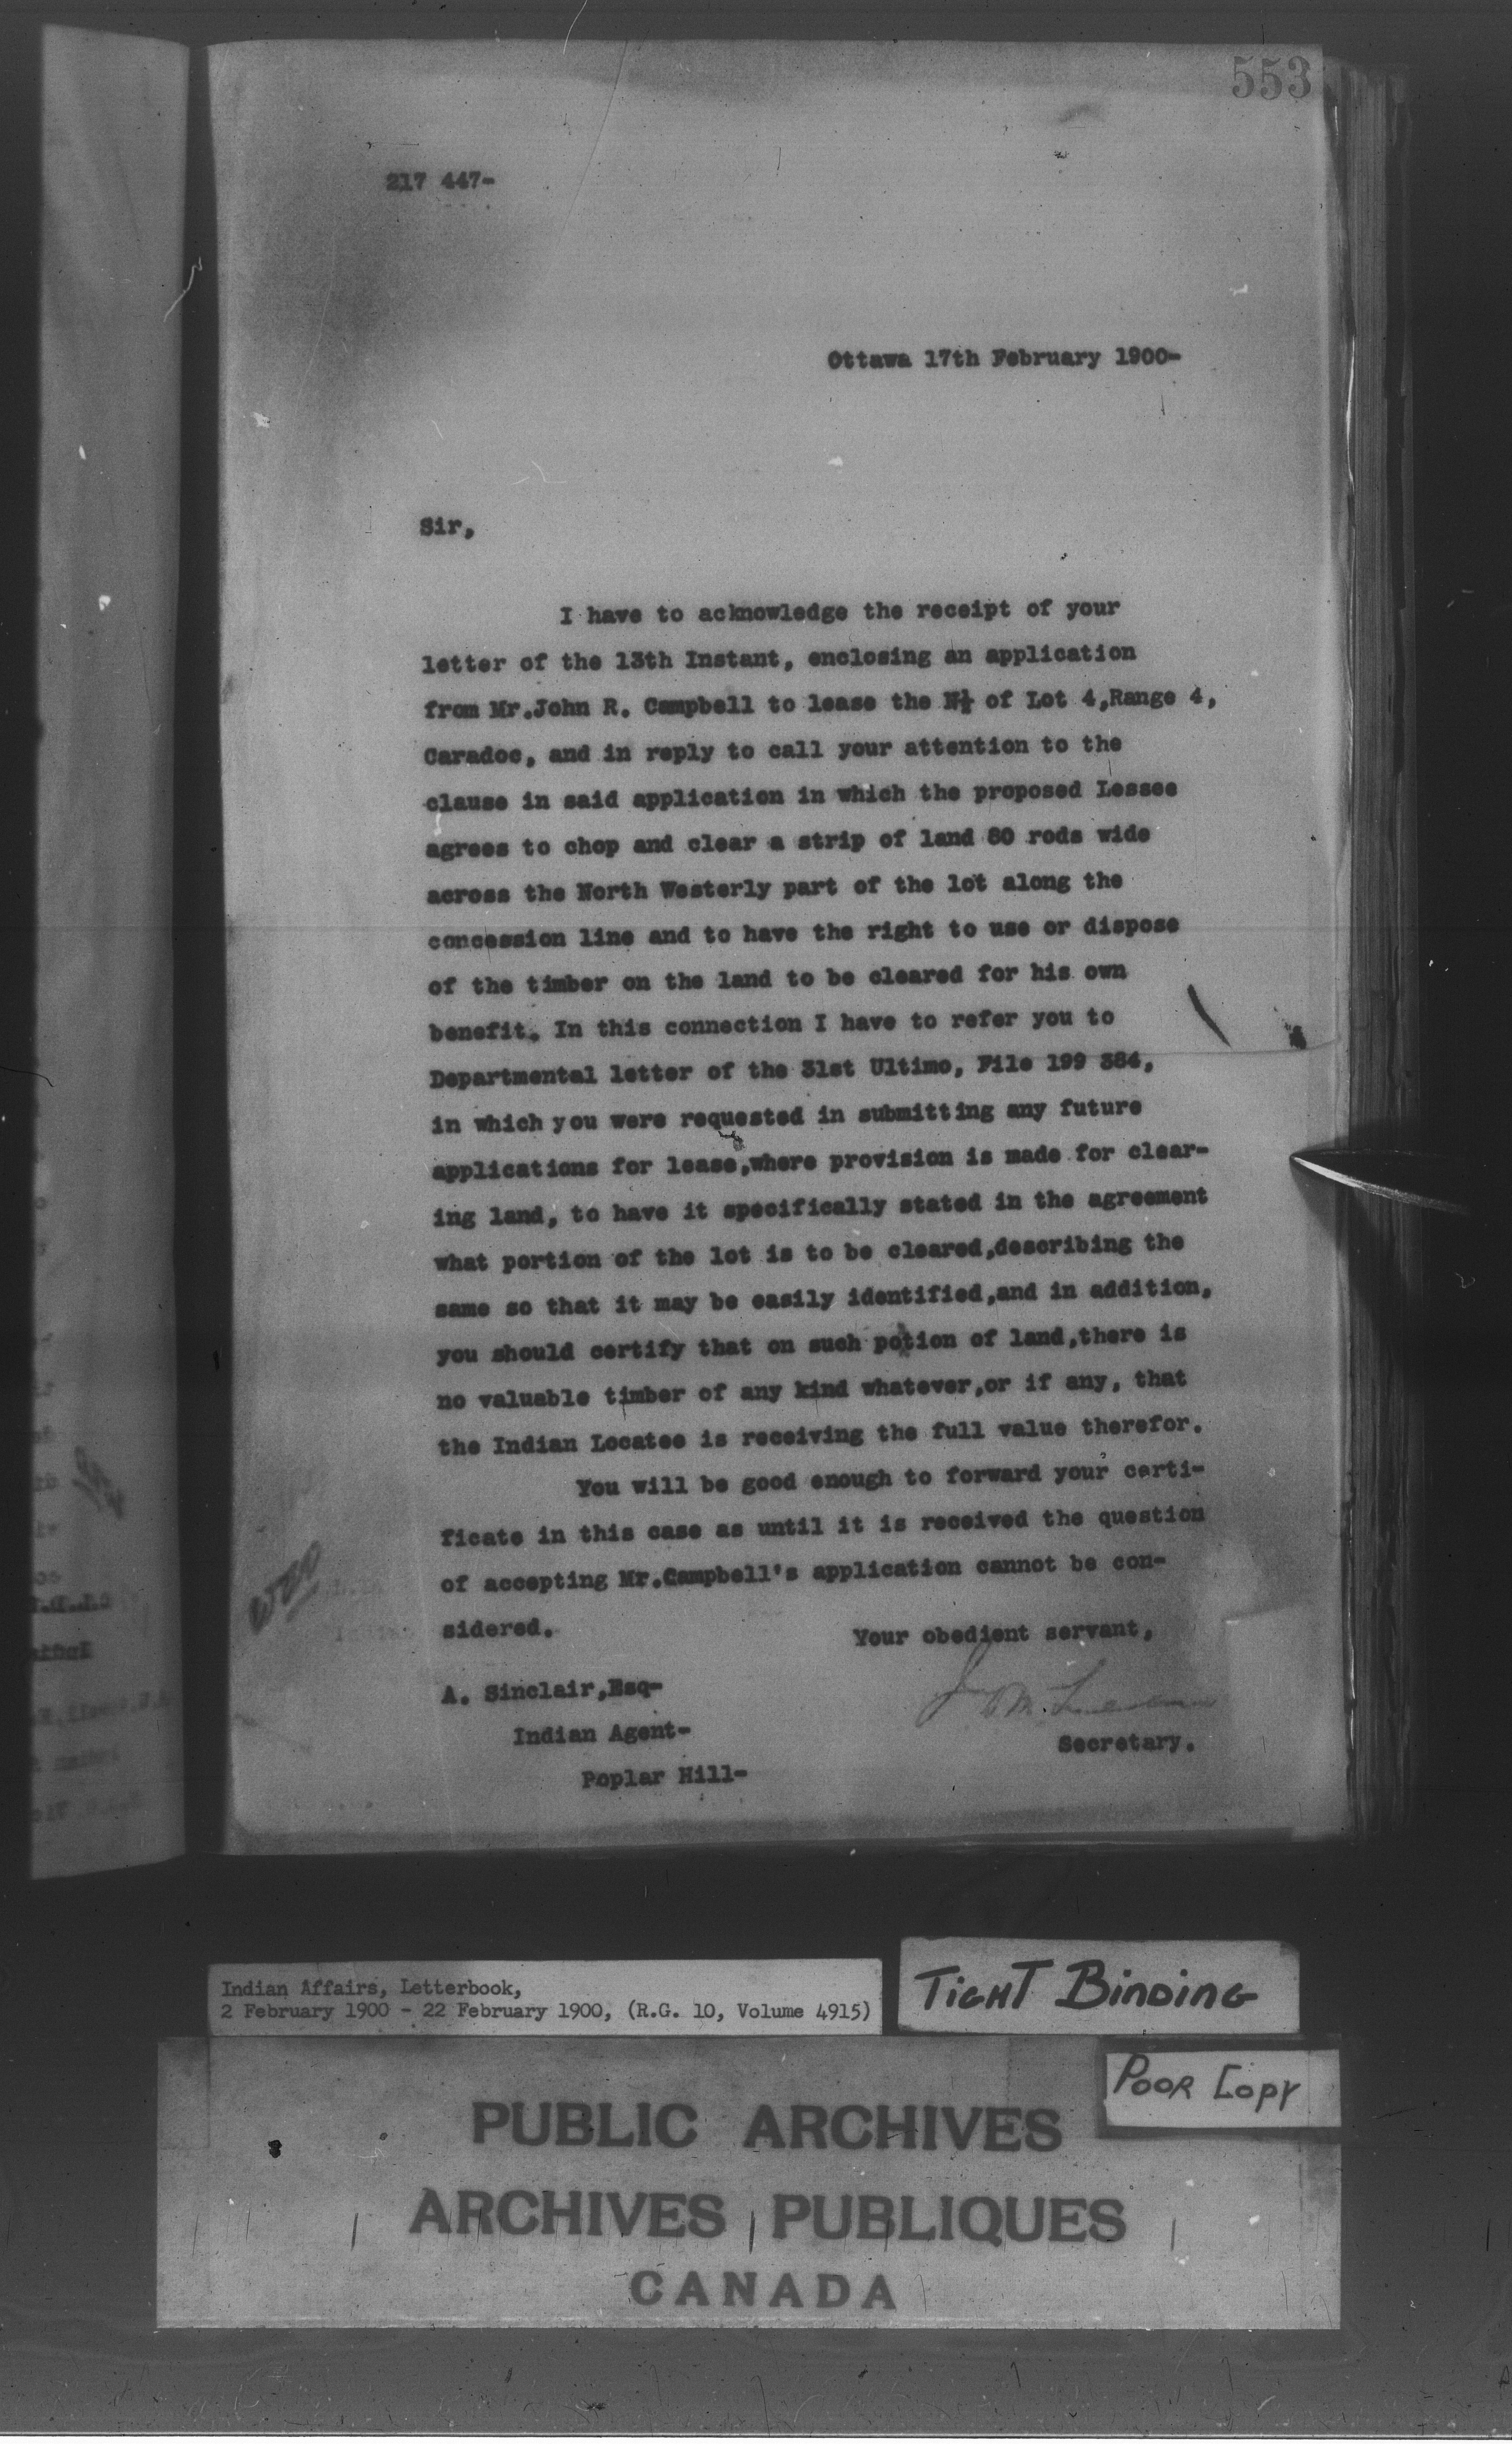 553
217 447-
Ottawa 17th February 1900-
Sir,
I have to acknowledge the receipt of your
letter of the 13th Instant, enclosing an application
from Mr.John R. Campbell to lease the N½ of Lot 4,Range 4,
Caradoc, and in reply to call your attention to the
clause in said application in which the proposed Lessee
agrees to chop and clear a strip of land 80 rods wide
across the North Westerly part of the lot along the
concession line and to have the right to use or dispose
of the timber on the land to be cleared for his own
benefit. In this connection I have to refer you to
Departmental letter of the 31st Ultimo, File 199 384,
in which you were requested in submitting any future
applications for lease,where provision is made for clear-
ing land, to have it specifically stated in the agreement
what portion of the lot is to be cleared,describing the
same so that it may be easily identified,and in addition,
you should certify that on such potion of land,there is
no valuable timber of any kind whatever,or if any, that
the Indian Locatee is receiving the full value therefor.
You will be good enough to forward your certi-
ficate in this case as until it is received the question
of accepting Mr.Campbell's application cannot be con-
sidered.
Your obedient servant,
A. Sinclair,Esq-
Indian Agent-
Secretary.
Poplar Hill-
Indian Affairs, Letterbook,
2 February 1900 - 22 February 1900, (R.G. 10, Volume 4915)
TIGHT BINDING
POOR COPY
PUBLIC ARCHIVES
ARCHIVES PUBLIQUES
CANADA